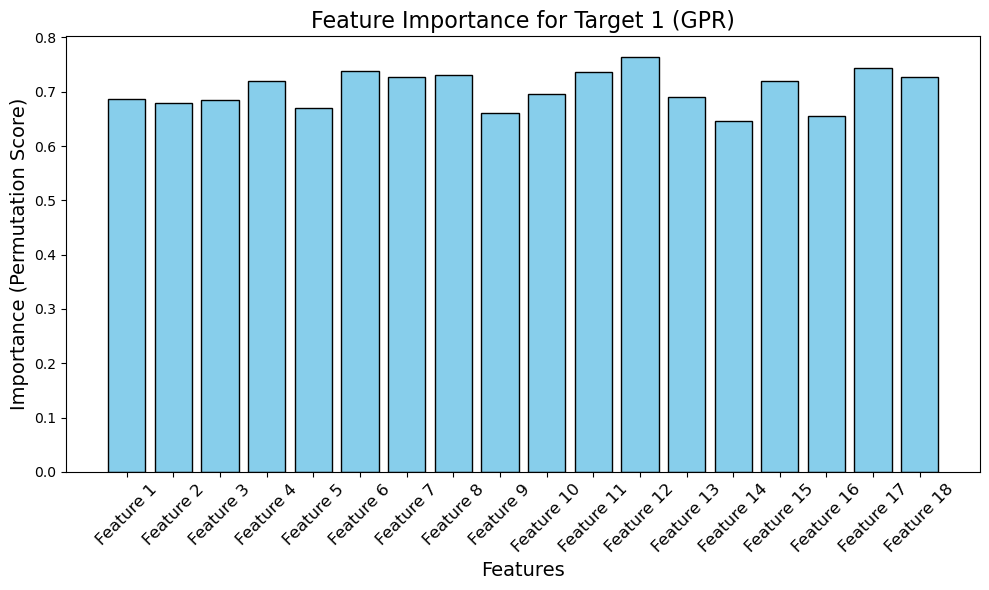 Feature Importance for Target 1 (GPR)
Importance (Permutation Score)
0.8
0.7
0.6
0.5
0.4
0.3
0.2
0.1
0.0
Feature 1
Feature 2
Feature 3
Feature 4
Feature 5
Feature 6
Feature 7
Feature 8
Feature 9
Feature 10
Feature 11
Feature 12
Feature 13
Feature 14
Feature 15
Feature 16
Feature 17
Feature 18
Features